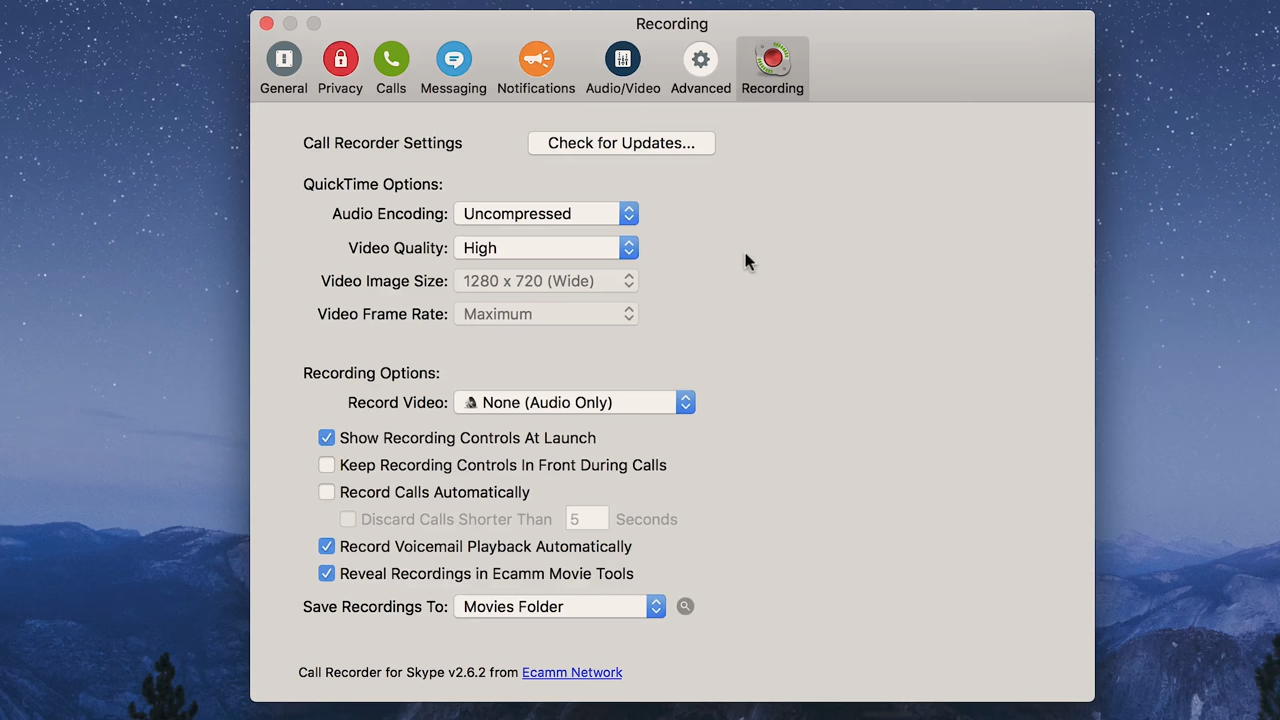 Recording
General Privacy Calls Messaging Notifications Audio/Video Advanced Recording
Call Recorder Settings Check for Updates...
QuickTime Options:
Audio Encoding: Uncompressed
Video Quality: High
Video Image Size: 1280 x 720 (Wide)
Video Frame Rate: Maximum
Recording Options:
Record Video: None (Audio Only)
Show Recording Controls At Launch
Keep Recording Controls In Front During Calls
Record Calls Automatically
Discard Calls Shorter Than 5 Seconds
Record Voicemail Playback Automatically
Reveal Recordings in Ecamm Movie Tools
Save Recordings To: Movies Folder
Call Recorder for Skype v2.6.2 from Ecamm Network